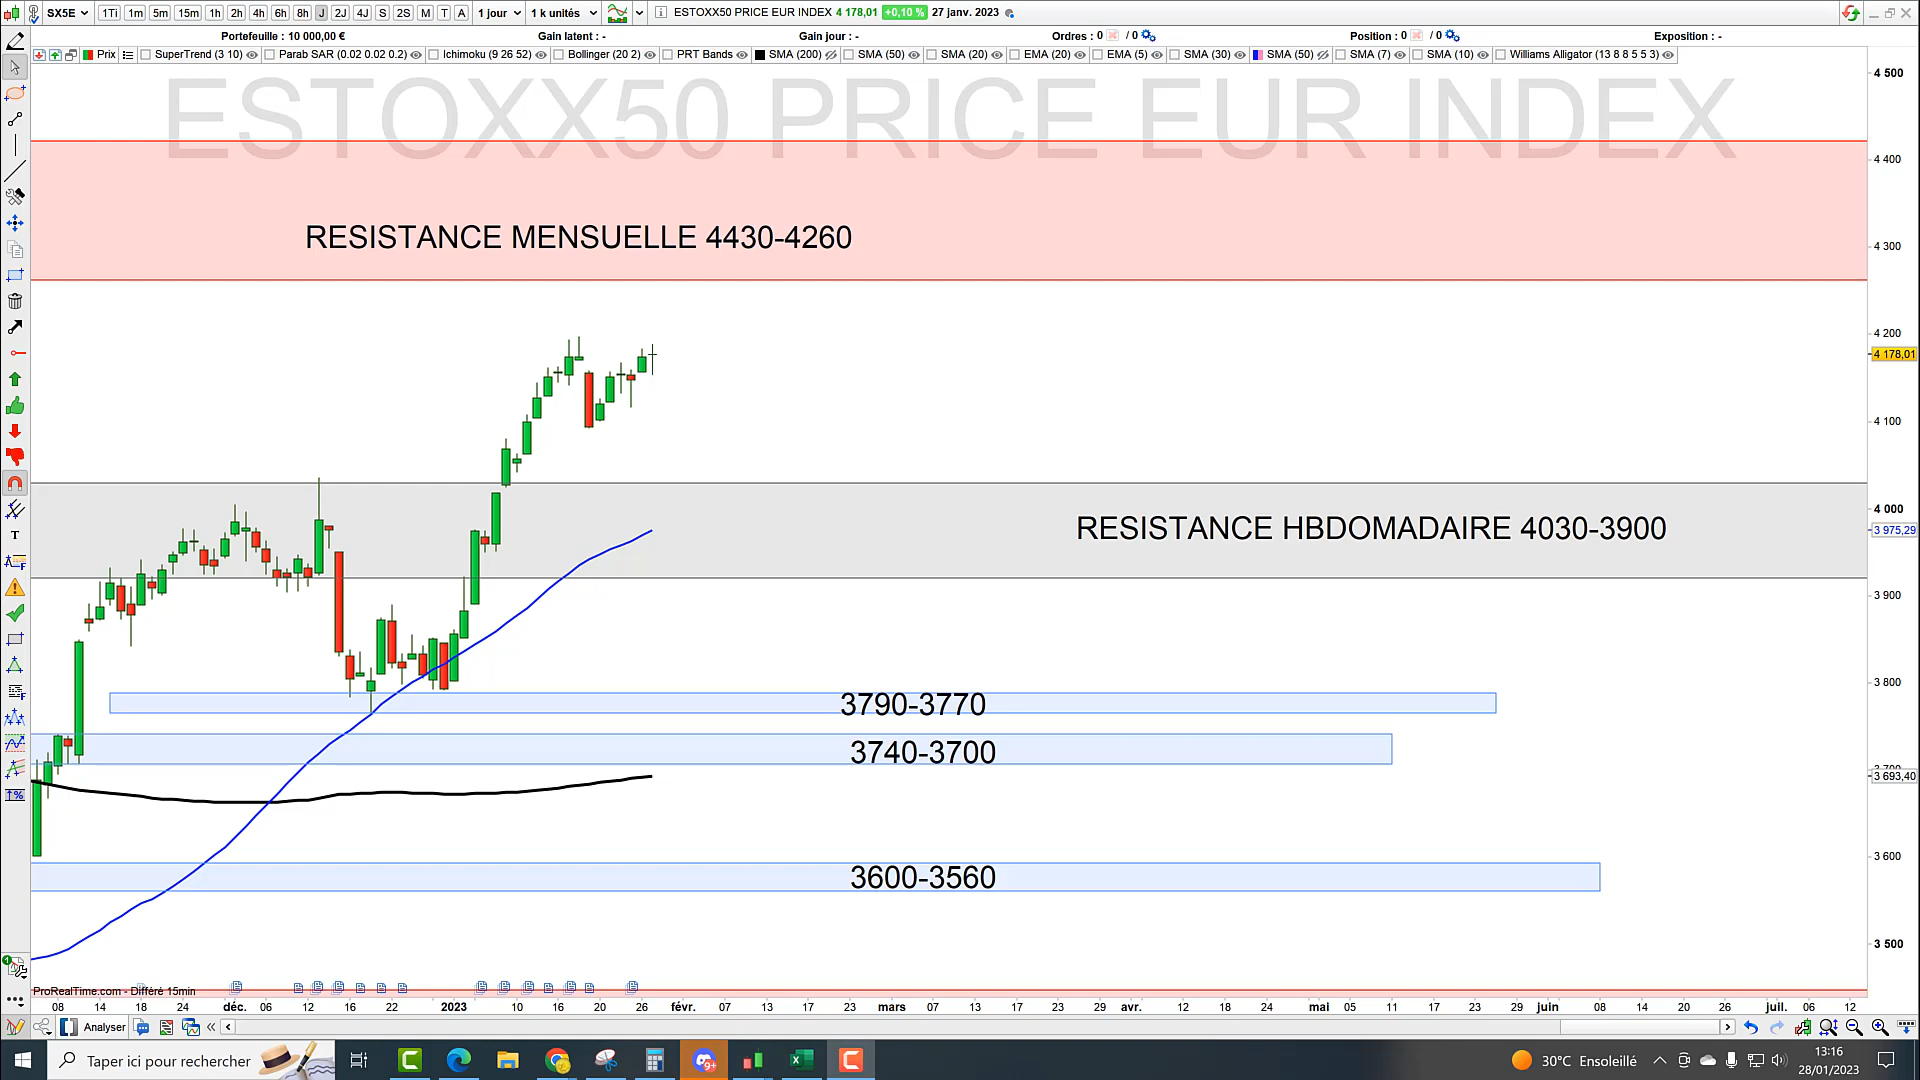 SX5E 1Ti 1m 5m 15m 1h 2h 4h 6h 8h J 2J 4J S 2S M T A 1 jour 1 k unités ESTOXX50 PRICE EUR INDEX 4 178,01 +0,10 % 27 janv. 2023
Portefeuille : 10 000,00 € Gain latent : - Gain jour : - Ordres : 0 / 0 Position : 0 / 0 Exposition : -
Prix SuperTrend (3 10) Parab SAR (0.02 0.02 0.2) Ichimoku (9 26 52) Bollinger (20 2) PRT Bands SMA (200) SMA (50) SMA (20) EMA (20) EMA (5) SMA (30) SMA (50) SMA (7) SMA (10) Williams Alligator (13 8 8 5 5 3)
ESTOXX50 PRICE EUR INDEX
4 500
4 400
RESISTANCE MENSUELLE 4430-4260
4 300
4 200
4 178,01
4 100
4 000
RESISTANCE HBDOMADAIRE 4030-3900
3 975,29
3 900
3 800
3790-3770
3740-3700
3 700
3 693,40
3 600
3600-3560
3 500
ProRealTime.com - Différé 15min
08 14 18 24 déc. 06 12 16 22 28 2023 10 16 20 26 févr. 07 13 17 23 mars 07 13 17 23 29 avr. 12 18 24 mai 05 11 17 23 29 juin 08 14 20 26 juil. 06 12
Analyser
Taper ici pour rechercher 9+ 30°C Ensoleillé 13:16
28/01/2023